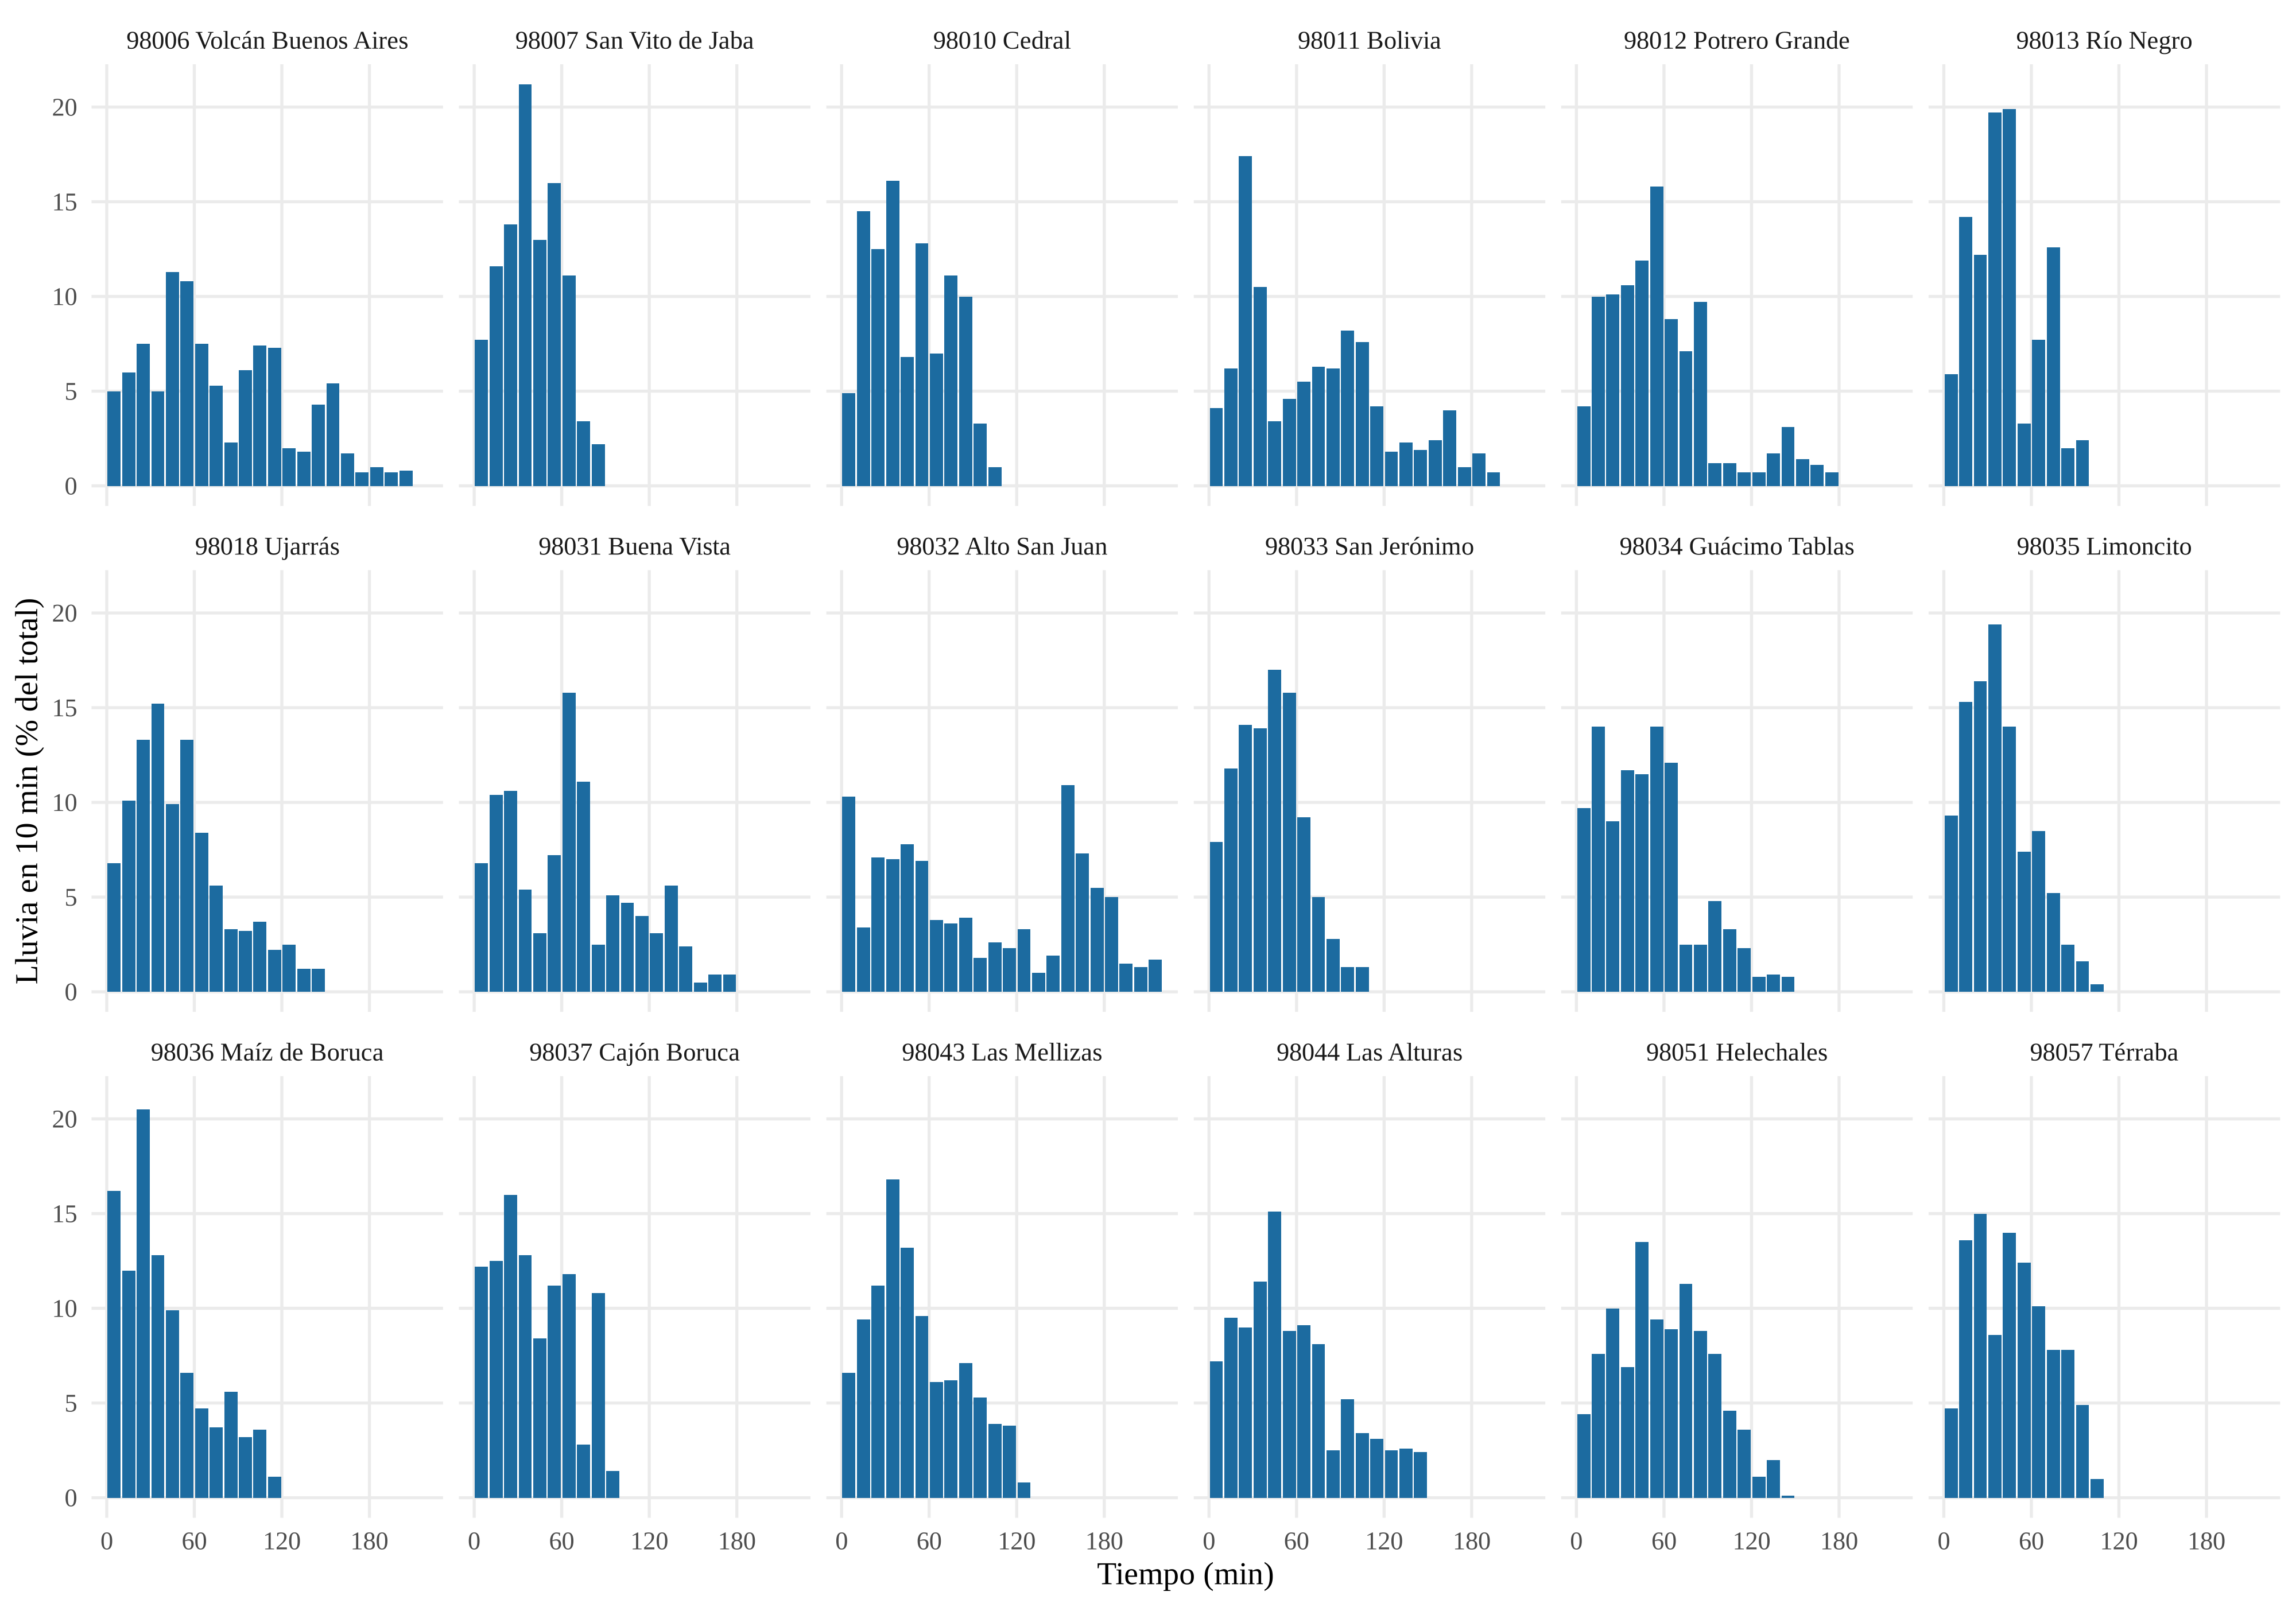 98006 Volcán Buenos Aires
98007 San Vito de Jaba
98010 Cedral
98011 Bolivia
98012 Potrero Grande
98013 Río Negro
20
15
10
5
0
98018 Ujarrás
98031 Buena Vista
98032 Alto San Juan
98033 San Jerónimo
98034 Guácimo Tablas
98035 Limoncito
Lluvia en 10 min (% del total)
20
15
10
5
0
98036 Maíz de Boruca
98037 Cajón Boruca
98043 Las Mellizas
98044 Las Alturas
98051 Helechales
98057 Térraba
20
15
10
5
0
0 60 120 180
0 60 120 180
0 60 120 180
0 60 120 180
0 60 120 180
0 60 120 180
Tiempo (min)